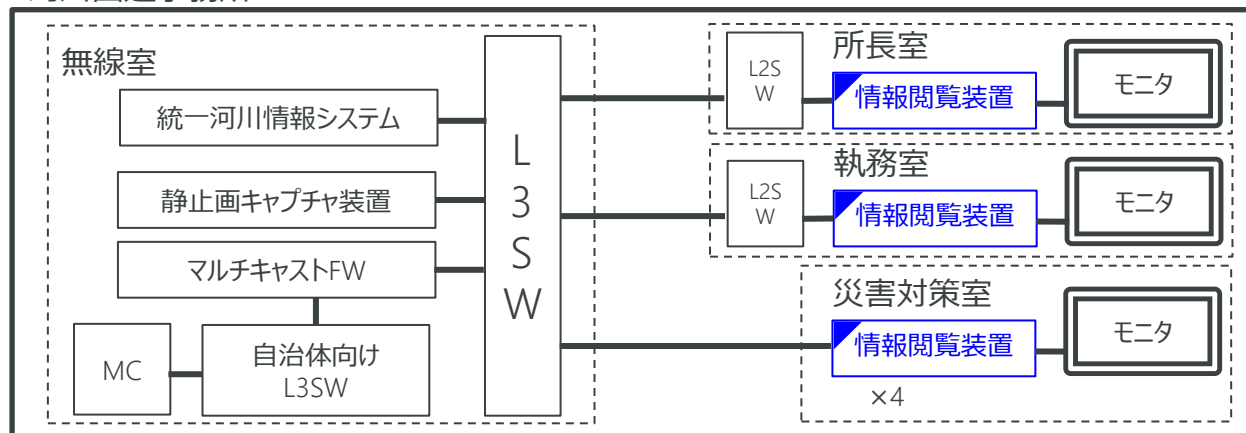 無線室
統一河川情報システム
静止画キャプチャ装置
マルチキャストFW
MC
自治体向け
L3SW
L
3
S
W
所長室
L2S
W
情報閲覧装置
モニタ
執務室
L2S
W
情報閲覧装置
モニタ
災害対策室
情報閲覧装置
×4
モニタ